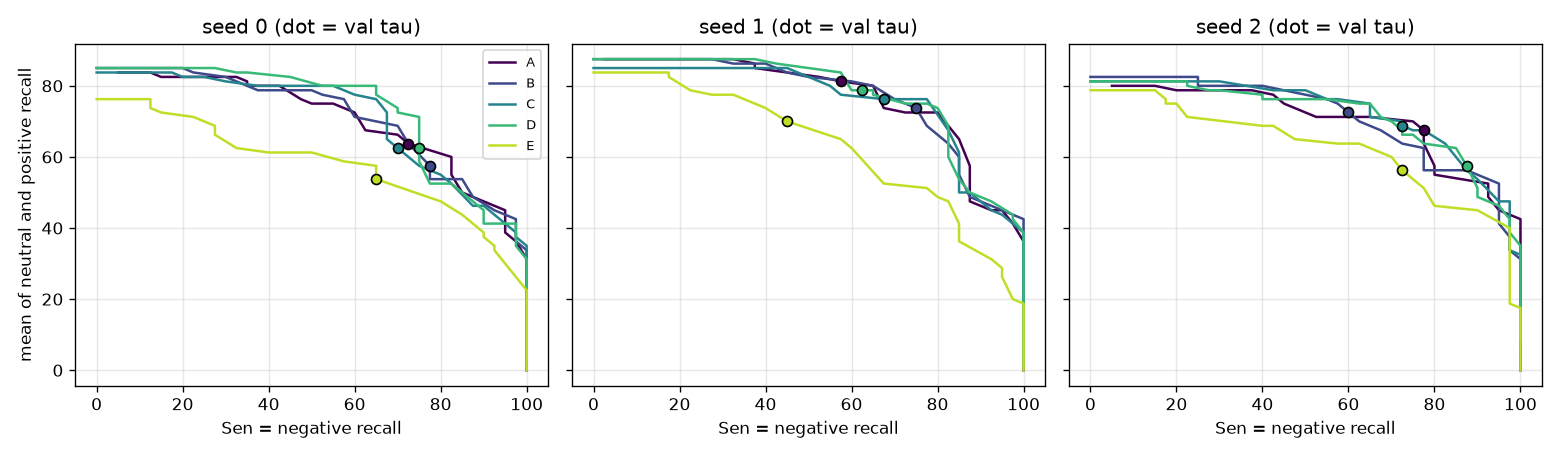 seed 0 (dot = val tau)
seed 1 (dot = val tau)
seed 2 (dot = val tau)
mean of neutral and positive recall
80
60
40
20
0
A
B
C
D
E
0 20 40 60 80 100
0 20 40 60 80 100
0 20 40 60 80 100
Sen = negative recall
Sen = negative recall
Sen = negative recall